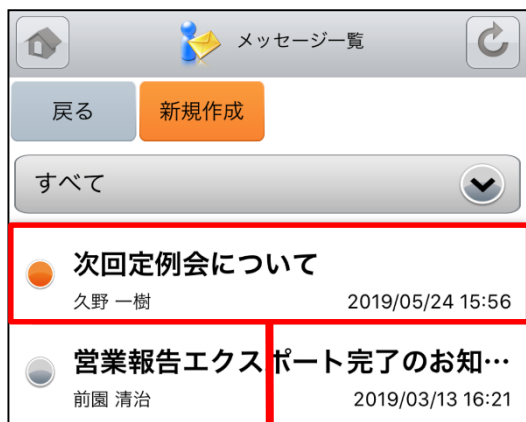 メッセージ一覧
戻る 新規作成
すべて
次回定例会について
久野 一樹 2019/05/24 15:56
営業報告エクスポート完了のお知…
前園 清治 2019/03/13 16:21